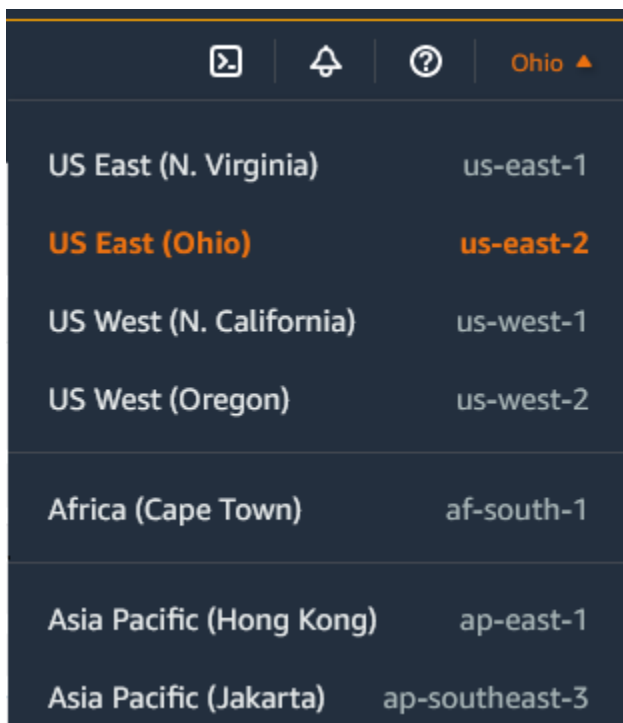 Ohio ▲
US East (N. Virginia) us-east-1
US East (Ohio) us-east-2
US West (N. California) us-west-1
US West (Oregon) us-west-2
Africa (Cape Town) af-south-1
Asia Pacific (Hong Kong) ap-east-1
Asia Pacific (Jakarta) ap-southeast-3